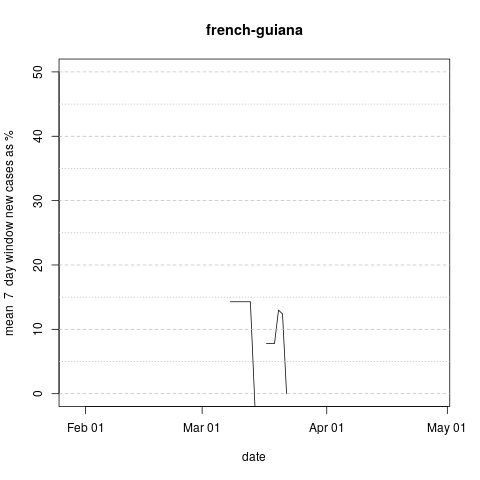 french-guiana
mean 7 day window new cases as %
50
40
30
20
10
0
Feb 01
Mar 01
Apr 01
May 01
date